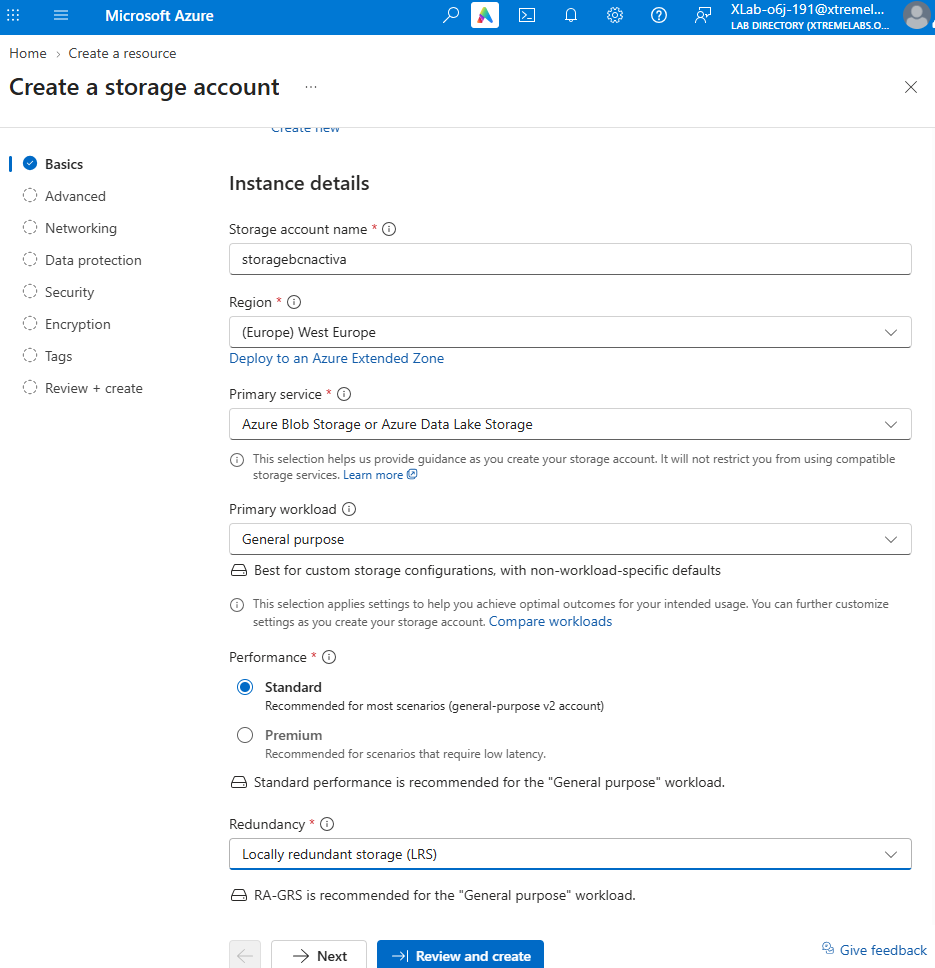 Microsoft Azure
XLab-o6j-191@xtremel...
LAB DIRECTORY (XTREMELABS.O...
Home > Create a resource
Create a storage account ...
Create new
Basics
Advanced
Networking
Data protection
Security
Encryption
Tags
Review + create
Instance details
Storage account name *
storagebcnactiva
Region *
(Europe) West Europe
Deploy to an Azure Extended Zone
Primary service *
Azure Blob Storage or Azure Data Lake Storage
This selection helps us provide guidance as you create your storage account. It will not restrict you from using compatible
storage services. Learn more
Primary workload
General purpose
Best for custom storage configurations, with non-workload-specific defaults
This selection applies settings to help you achieve optimal outcomes for your intended usage. You can further customize
settings as you create your storage account. Compare workloads
Performance *
Standard
Recommended for most scenarios (general-purpose v2 account)
Premium
Recommended for scenarios that require low latency.
Standard performance is recommended for the "General purpose" workload.
Redundancy *
Locally redundant storage (LRS)
RA-GRS is recommended for the "General purpose" workload.
Next
Review and create
Give feedback